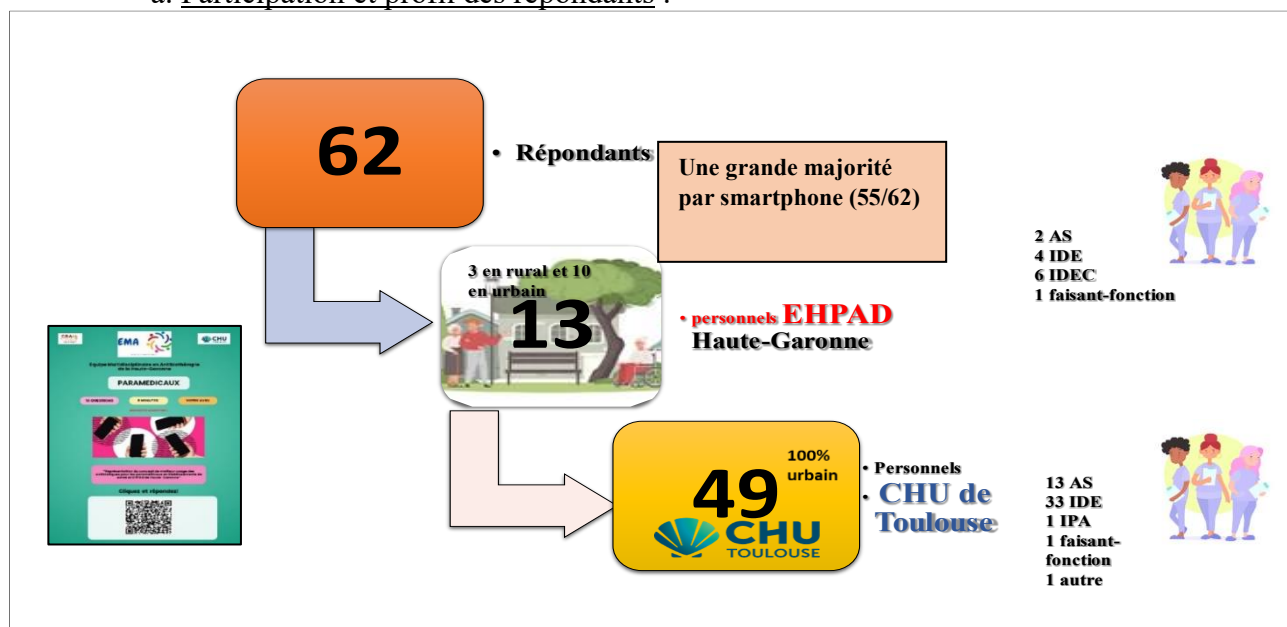 a. Participation et profil des répondants :
62
• Répondants
Une grande majorité
par smartphone (55/62)
3 en rural et 10
en urbain
13
• personnels EHPAD
Haute-Garonne
2 AS
4 IDE
6 IDEC
1 faisant-fonction
EMA
CHU
PARAMEDICAUX
Cliquez et répondez!
49
100%
urbain
CHU
TOULOUSE
• Personnels
• CHU de
Toulouse
13 AS
33 IDE
1 IPA
1 faisant-
fonction
1 autre